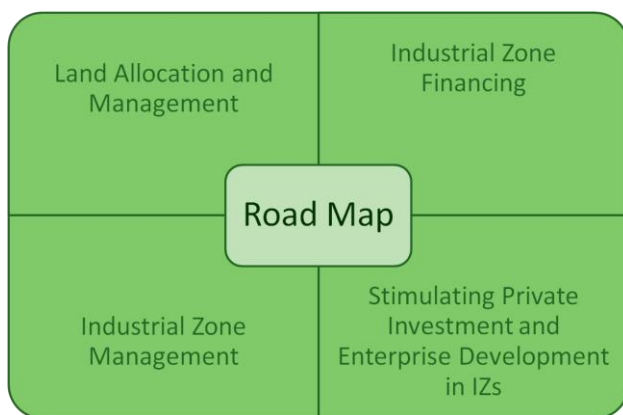 Land Allocation and
Management
Industrial Zone
Financing
Road Map
Industrial Zone
Management
Stimulating Private
Investment and
Enterprise Development
in IZs